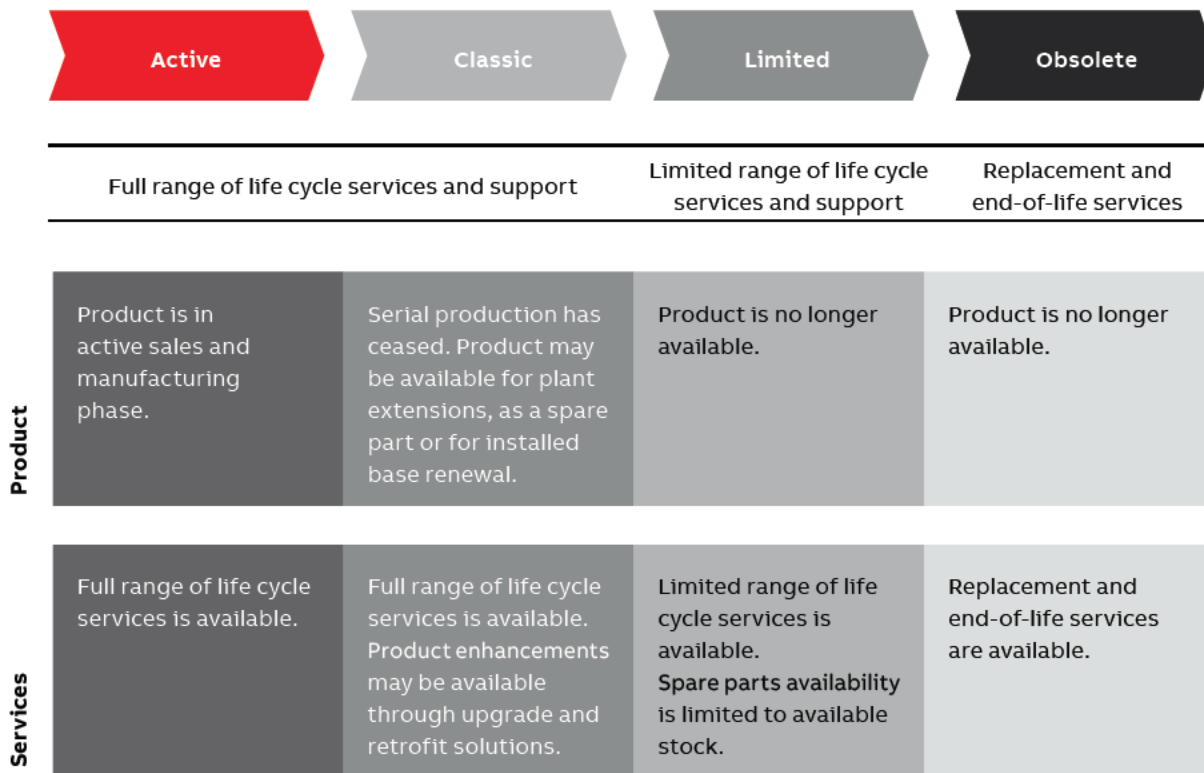 Active
Classic
Limited
Obsolete
Full range of life cycle services and support
Limited range of life cycle
services and support
Replacement and
end-of-life services
Product
Product is in
active sales and
manufacturing
phase.
Serial production has
ceased. Product may
be available for plant
extensions, as a spare
part or for installed
base renewal.
Product is no longer
available.
Product is no longer
available.
Services
Full range of life cycle
services is available.
Full range of life cycle
services is available.
Product enhancements
may be available
through upgrade and
retrofit solutions.
Limited range of life
cycle services is
available.
Spare parts availability
is limited to available
stock.
Replacement and
end-of-life services
are available.